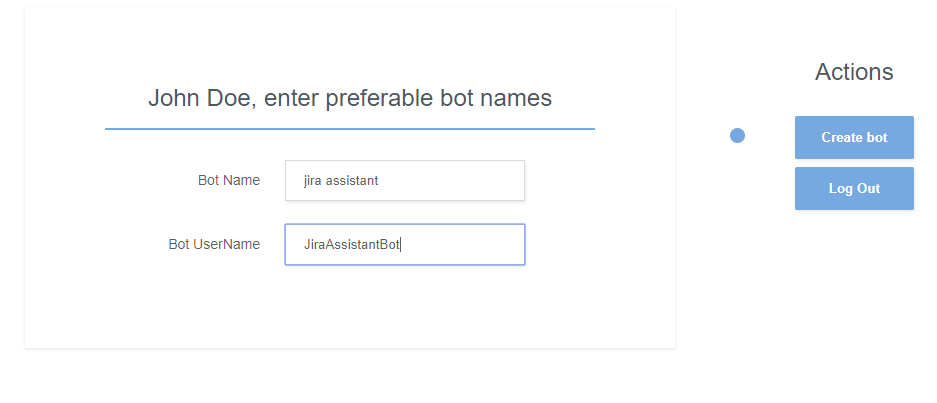 John Doe, enter preferable bot names
Bot Name
jira assistant
Bot UserName
JiraAssistantBot
Actions
Create bot
Log Out